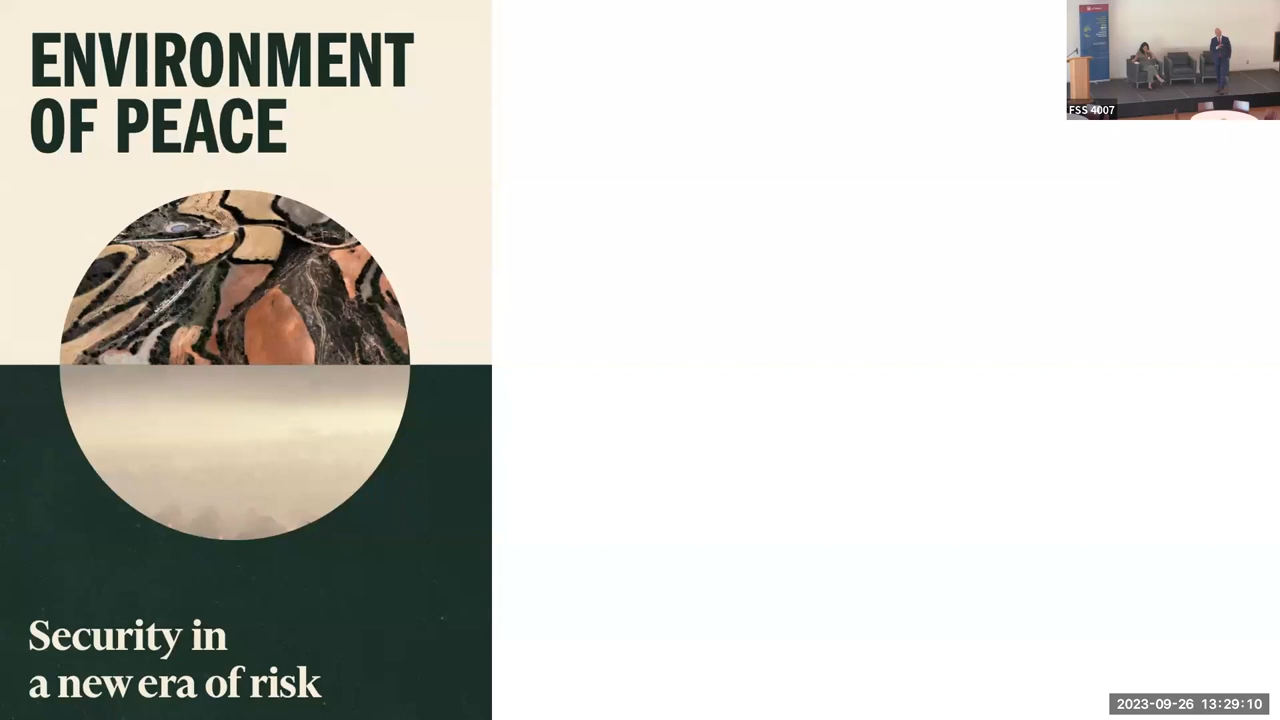 ENVIRONMENT
OF PEACE
Security in
a new era of risk
FSS 4007
2023-09-26 13:29:10